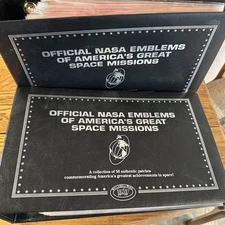 OFFICIAL NASA EMBLEMS
OF AMERICA'S GREAT
SPACE MISSIONS
OFFICIAL NASA EMBLEMS
OF AMERICA'S GREAT
SPACE MISSIONS
A collection of 50 authentic patches
commemorating America's greatest achievements in space!